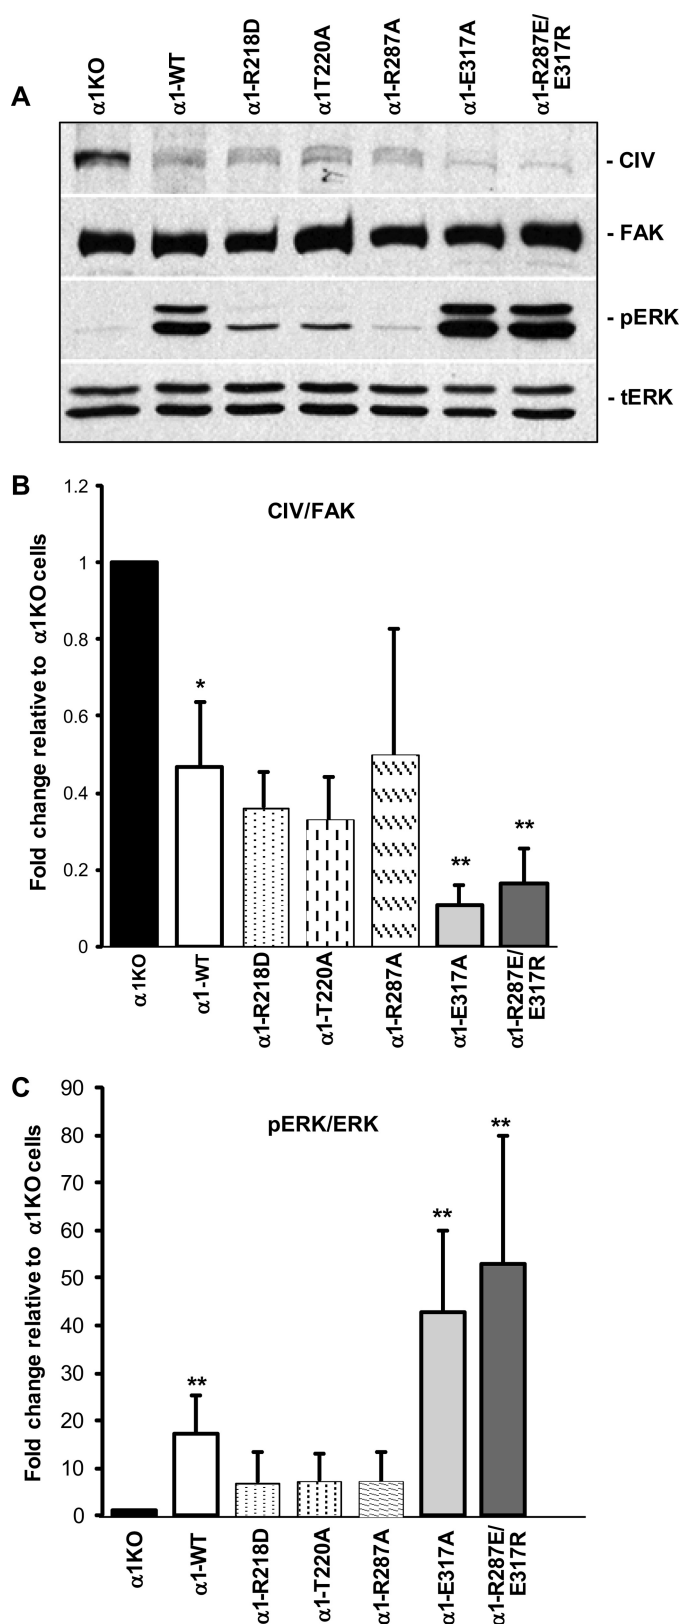 α1KO
α1-WT
α1-R218D
α1T220A
α1-R287A
α1-E317A
α1-R287E/
E317R
A
- CIV
- FAK
- pERK
- tERK
B
CIV/FAK
Fold change relative to α1KO cells
1.2
1
0.8
0.6
0.4
0.2
0
*
**
**
α1KO
α1-WT
α1-R218D
α1-T220A
α1-R287A
α1-E317A
α1-R287E/
E317R
C
pERK/ERK
Fold change relative to α1KO cells
90
80
70
60
50
40
30
20
10
0
**
**
**
α1KO
α1-WT
α1-R218D
α1-T220A
α1-R287A
α1-E317A
α1-R287E/
E317R